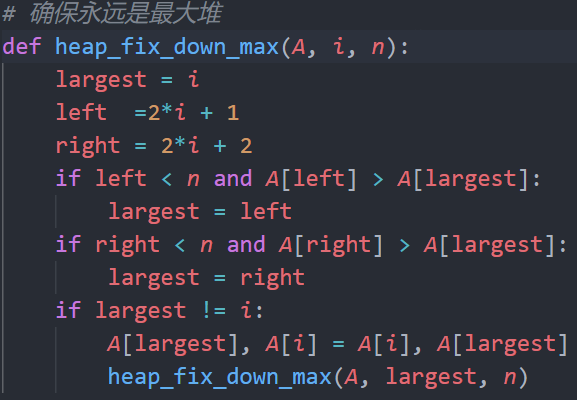 # 确保永远是最大堆
def heap_fix_down_max(A, i, n):
    largest = i
    left  =2*i + 1
    right = 2*i + 2
    if left < n and A[left] > A[largest]:
        largest = left
    if right < n and A[right] > A[largest]:
        largest = right
    if largest != i:
        A[largest], A[i] = A[i], A[largest]
        heap_fix_down_max(A, largest, n)